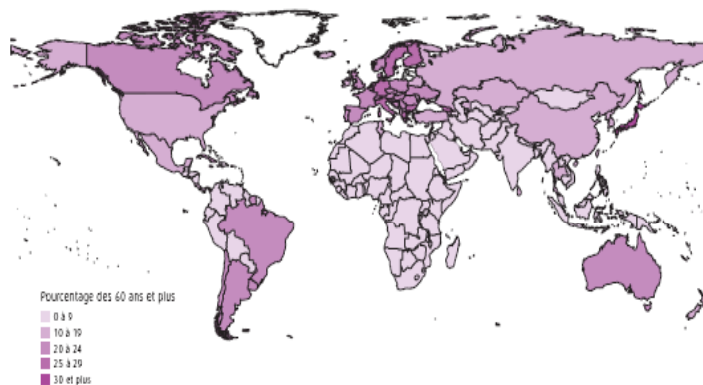 Pourcentage des 60 ans et plus
0 à 9
10 à 19
20 à 24
25 à 29
30 et plus